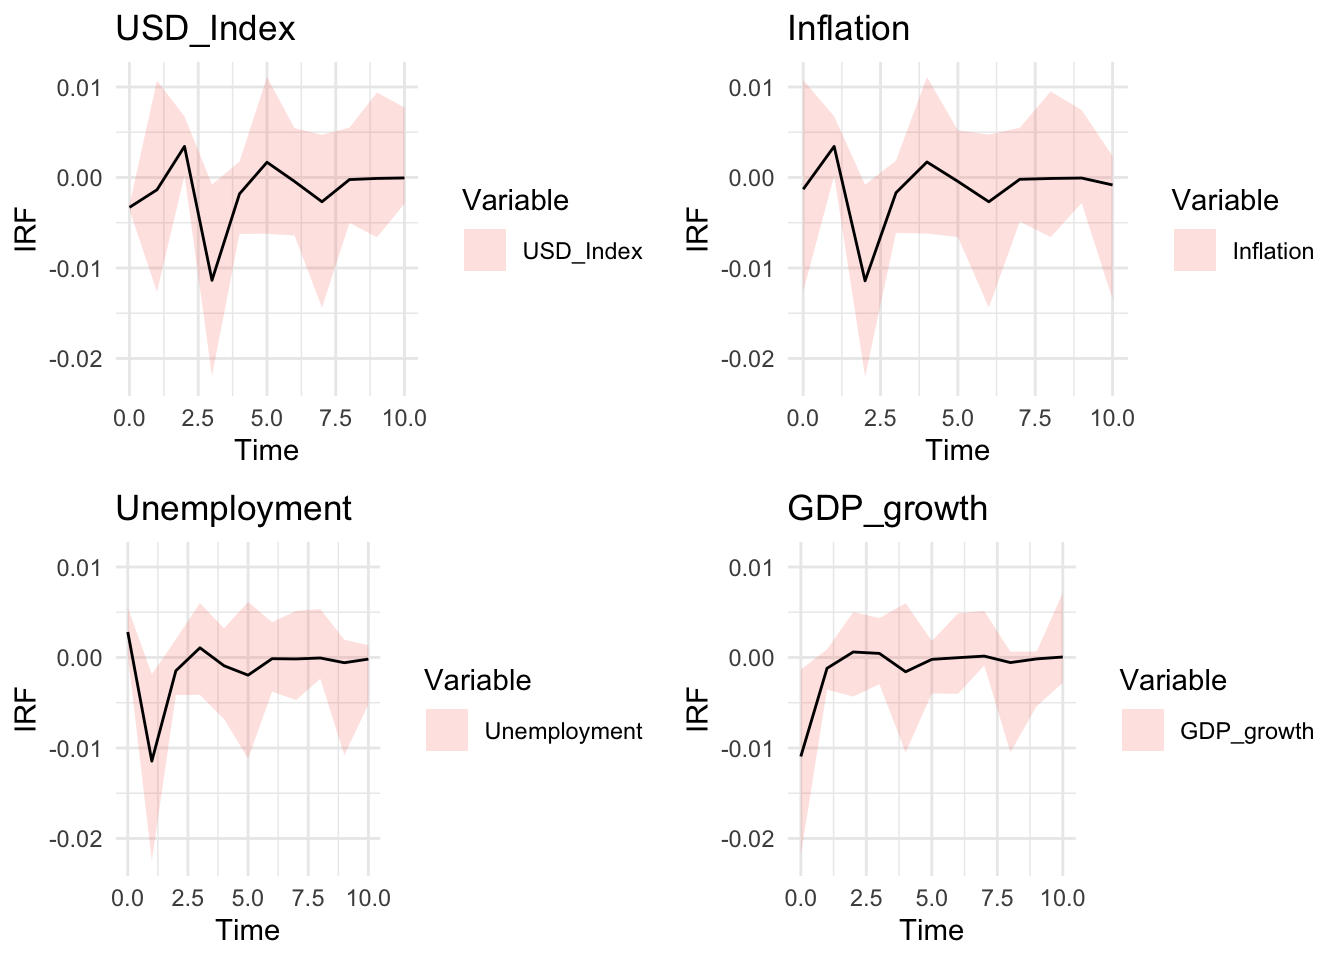 USD_Index
0.01
0.00
-0.01
-0.02
IRF
0.0 2.5 5.0 7.5 10.0
Time
Variable
USD_Index
Inflation
0.01
0.00
-0.01
-0.02
IRF
0.0 2.5 5.0 7.5 10.0
Time
Variable
Inflation
Unemployment
0.01
0.00
-0.01
-0.02
IRF
0.0 2.5 5.0 7.5 10.0
Time
Variable
Unemployment
GDP_growth
0.01
0.00
-0.01
-0.02
IRF
0.0 2.5 5.0 7.5 10.0
Time
Variable
GDP_growth